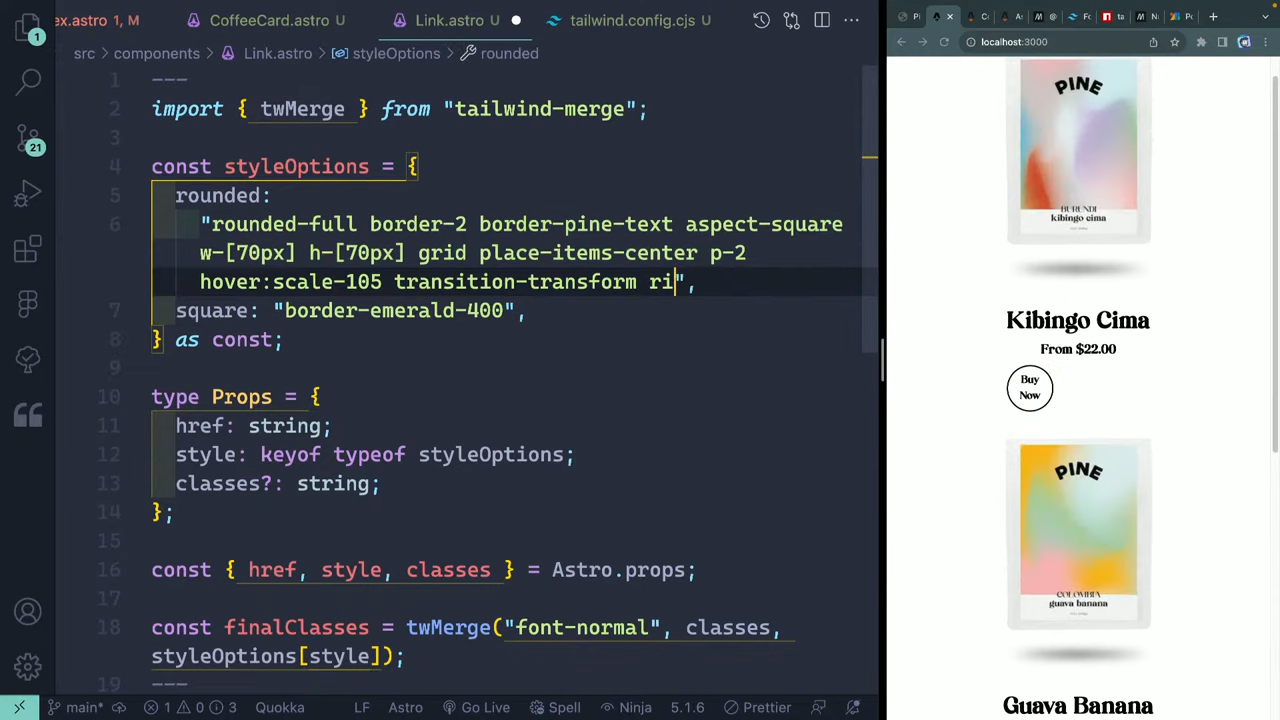 ex.astro 1, M
CoffeeCard.astro U
Link.astro U
tailwind.config.cjs U
src > components > Link.astro > styleOptions > rounded
1 ---
2 import { twMerge } from "tailwind-merge";
3
4 const styleOptions = {
5 rounded:
6 "rounded-full border-2 border-pine-text aspect-square
w-[70px] h-[70px] grid place-items-center p-2
hover:scale-105 transition-transform ri",
7 square: "border-emerald-400",
8 } as const;
9
10 type Props = {
11 href: string;
12 style: keyof typeof styleOptions;
13 classes?: string;
14 };
15
16 const { href, style, classes } = Astro.props;
17
18 const finalClasses = twMerge("font-normal", classes,
styleOptions[style]);
19 ---
1
21
main* 1 0 3 Quokka LF Astro Go Live Spell Ninja 5.1.6 Prettier
localhost:3000
PINE
BURUNDI
kibingo cima
Kibingo Cima
From $22.00
Buy
Now
PINE
COLOMBIA
guava banana
Guava Banana